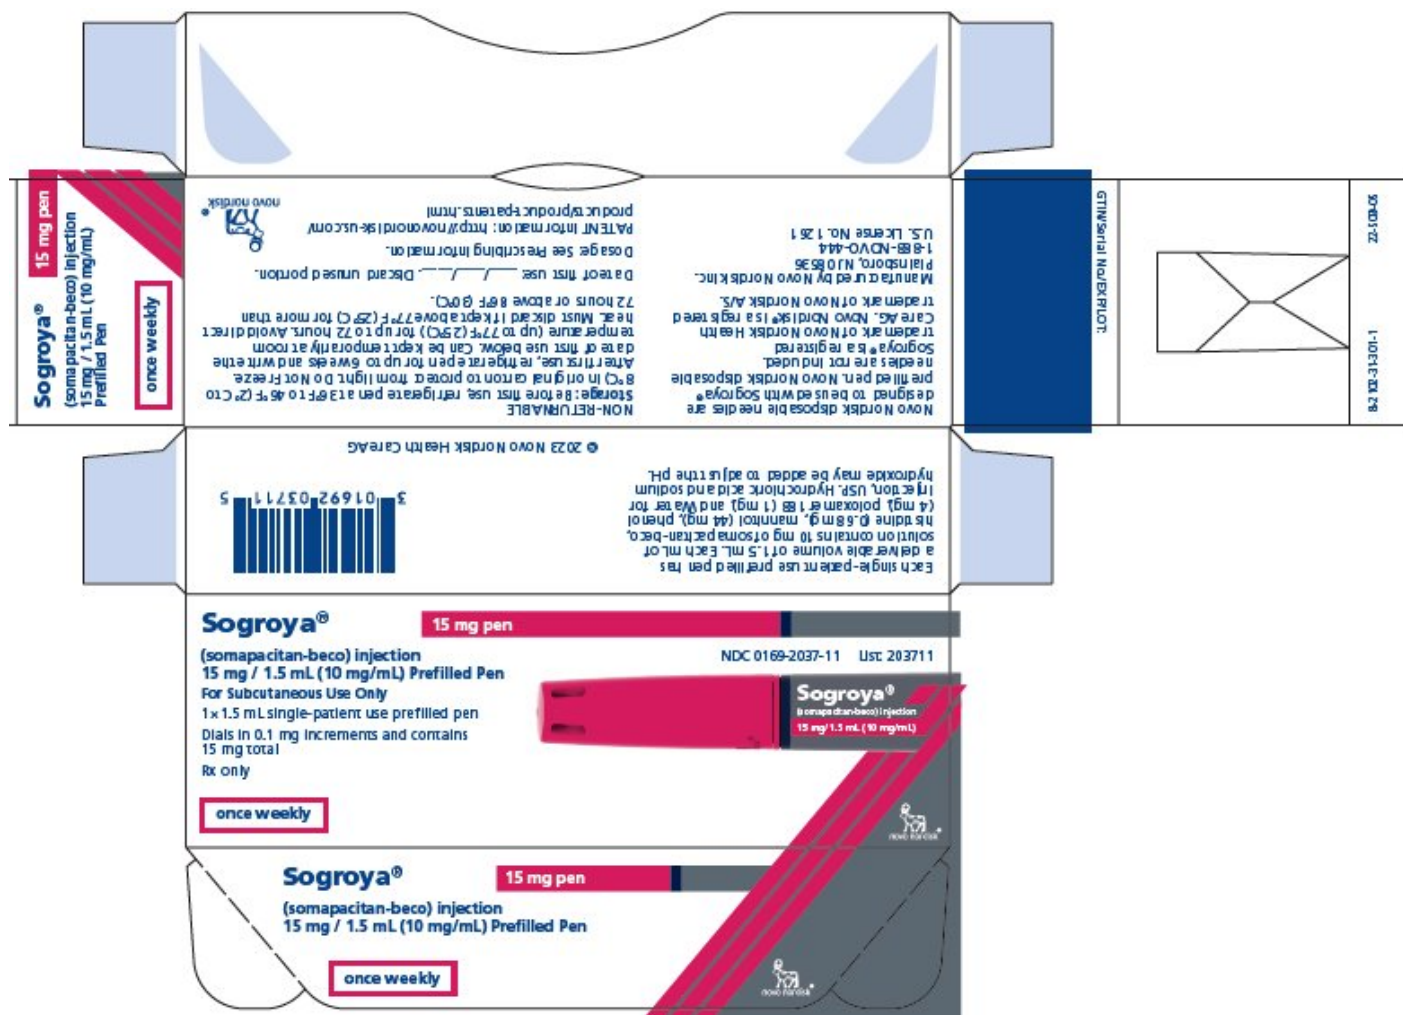 Sogroya® 15 mg pen
(somapacitan-beco) injection
15 mg / 1.5 mL (10 mg/mL)
Prefilled Pen
once weekly
NON-RETURNABLE
Storage: Before first use, refrigerate pen at 36°F to 46°F (2°C to
8°C) in original carton to protect from light. Do Not Freeze.
After first use, refrigerate pen for up to 6 weeks and write the
date of first use below. Can be kept temporarily at room
temperature (up to 77°F (25°C)) for up to 72 hours. Avoid direct
heat. Must discard if kept above 77°F (25°C) for more than
72 hours or above 86°F (30°C).
Date of first use: ___/___/___. Discard unused portion.
Dosage: See Prescribing Information.
PATENT Information: http://novonordisk-us.com/
products/product-patents.html
novo nordisk®
Novo Nordisk disposable needles are
designed to be used with Sogroya®
prefilled pen. Novo Nordisk disposable
needles are not included.
Sogroya® is a registered
trademark of Novo Nordisk Health
Care AG. Novo Nordisk® is a registered
trademark of Novo Nordisk A/S.
Manufactured by Novo Nordisk Inc.
Plainsboro, NJ 08536
1-888-NOVO-444
U.S. License No. 1261
GTIN/Serial No./EXP/LOT:
8-2102-31-301-1
Each single-patient use prefilled pen has
a deliverable volume of 1.5 mL. Each mL of
solution contains 10 mg of somapacitan-beco,
histidine (0.68 mg), mannitol (44 mg), phenol
(4 mg), poloxamer 188 (1 mg), and Water for
Injection, USP. Hydrochloric acid and sodium
hydroxide may be added to adjust the pH.
3 0169203711 5
© 2023 Novo Nordisk Health Care AG
Sogroya®
15 mg pen
(somapacitan-beco) injection
15 mg / 1.5 mL (10 mg/mL) Prefilled Pen
For Subcutaneous Use Only
1 x 1.5 mL single-patient use prefilled pen
Dials in 0.1 mg increments and contains
15 mg total
Rx only
once weekly
NDC 0169-2037-11 List: 203711
Sogroya®
(somapacitan-beco) injection
15 mg/1.5 mL (10 mg/mL)
novo nordisk®
Sogroya®
15 mg pen
(somapacitan-beco) injection
15 mg / 1.5 mL (10 mg/mL) Prefilled Pen
once weekly
novo nordisk®